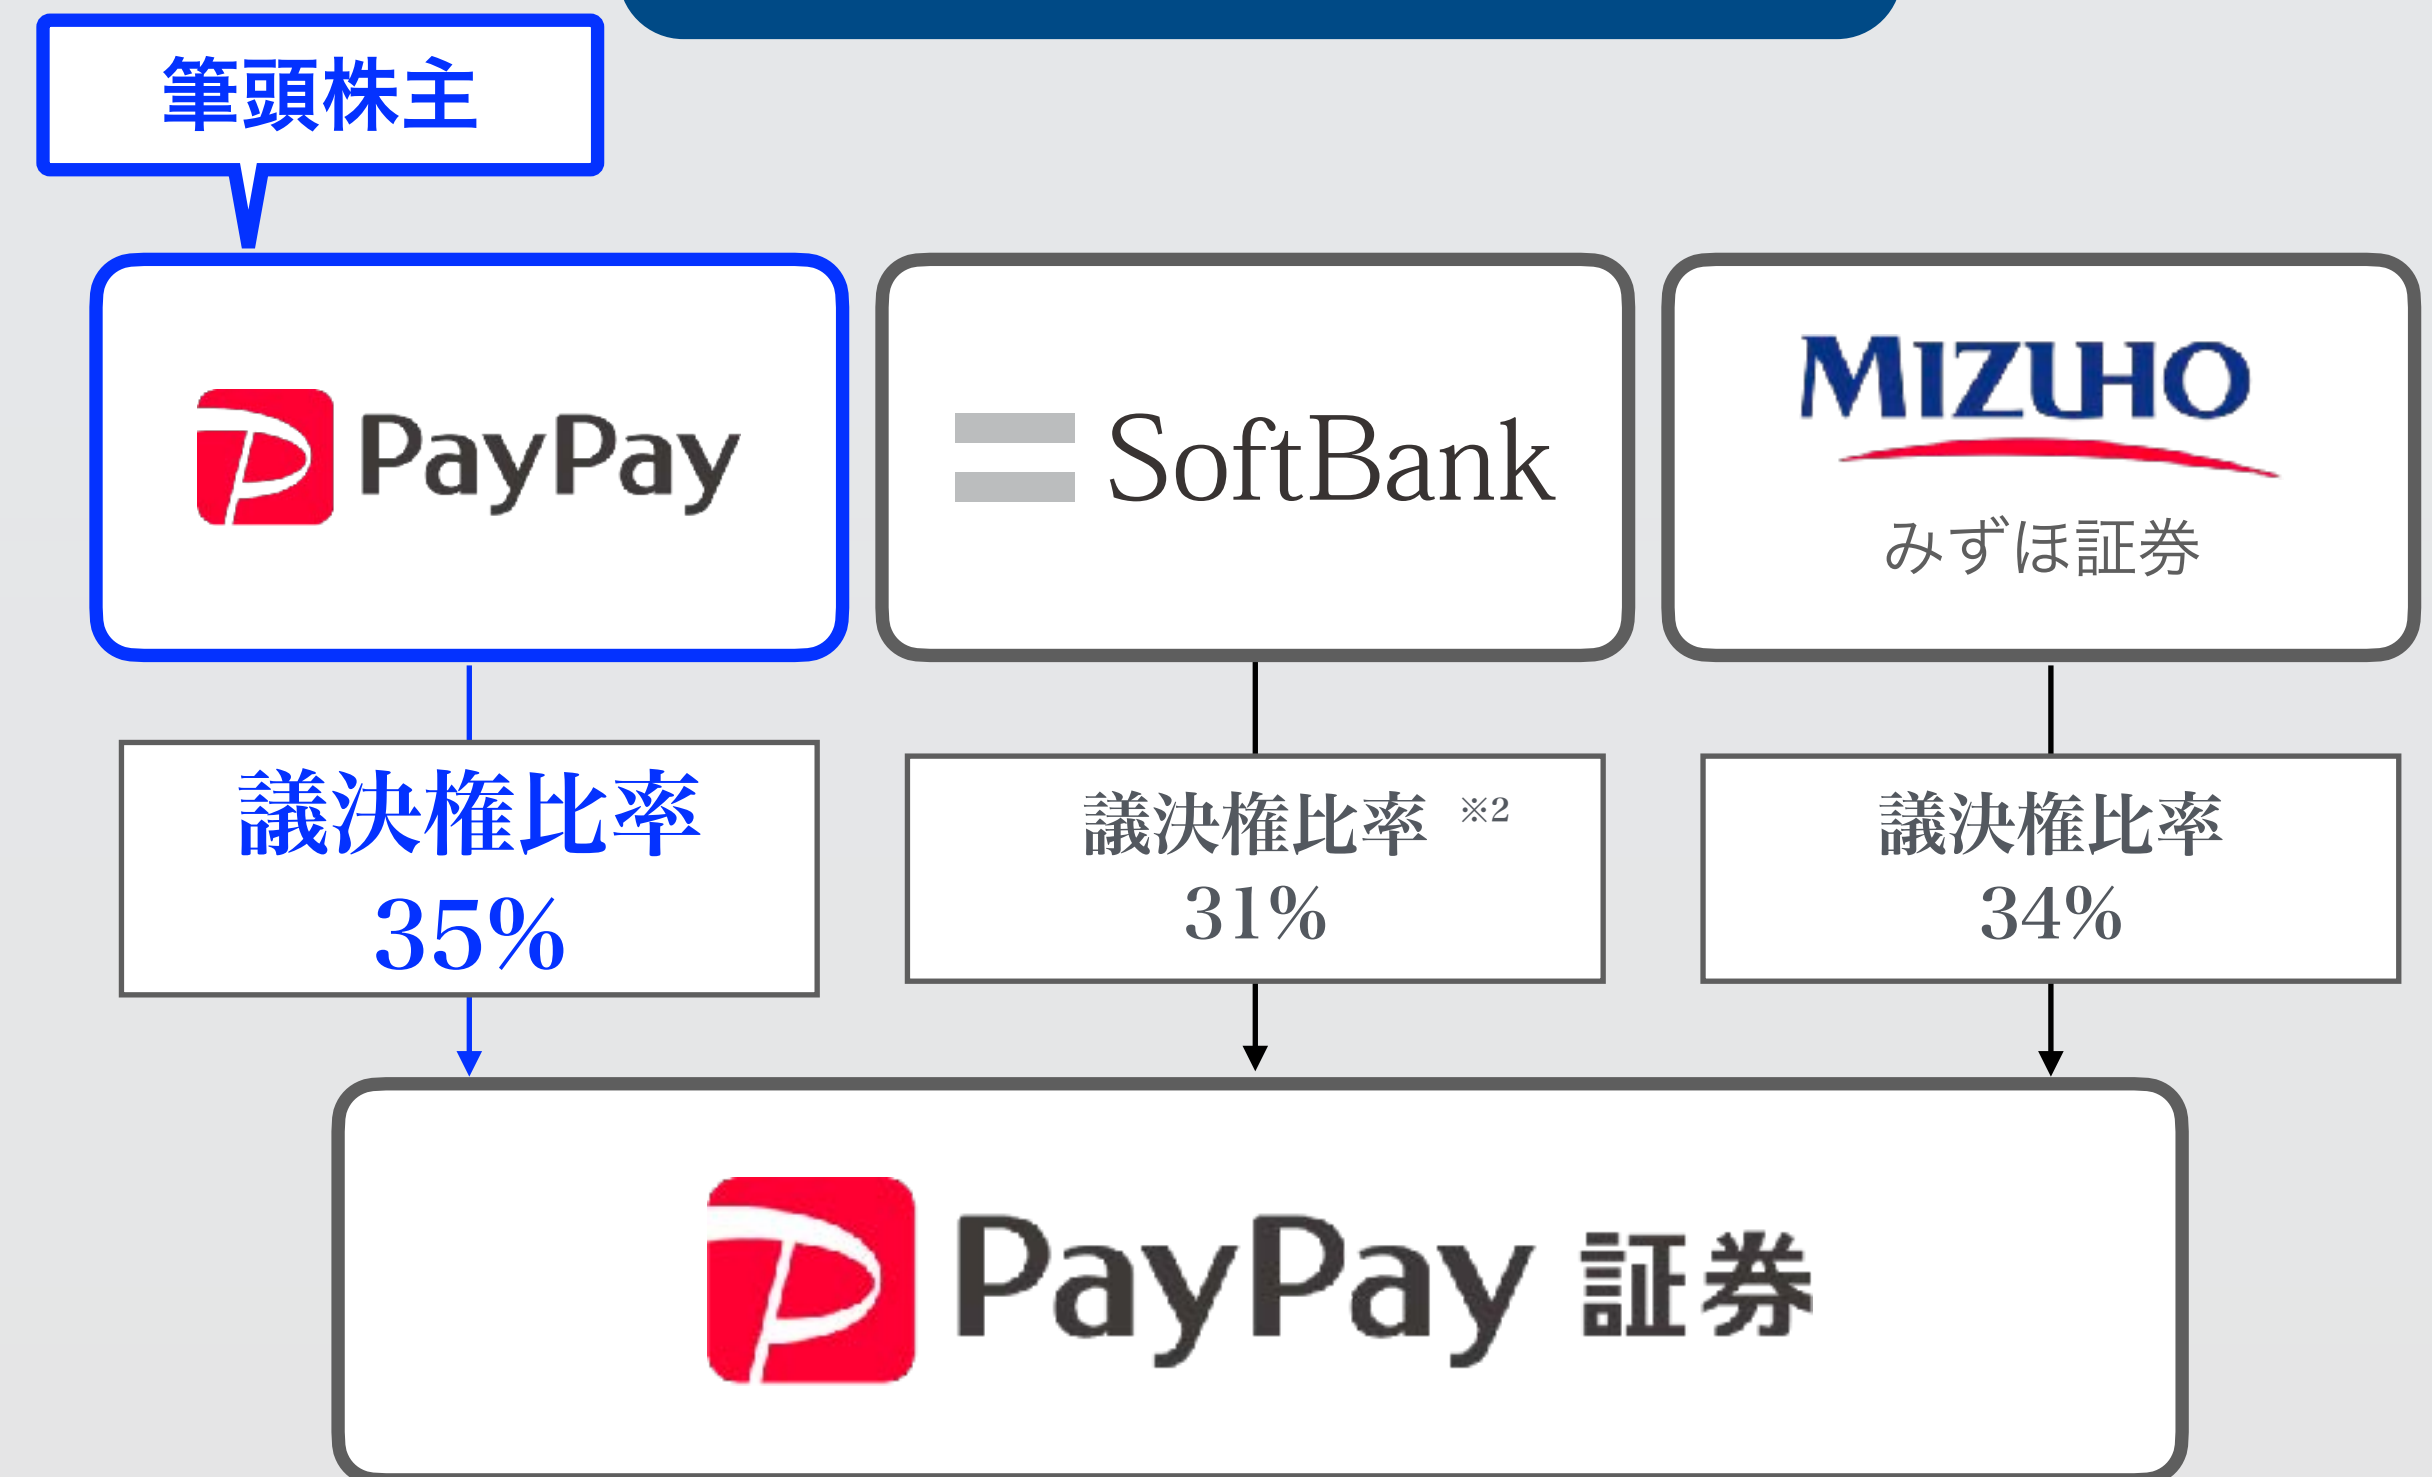 筆頭株主
PayPay
SoftBank
MIZUHO
みずほ証券
議決権比率
35%
議決権比率 ※2
31%
議決権比率
34%
PayPay 証券